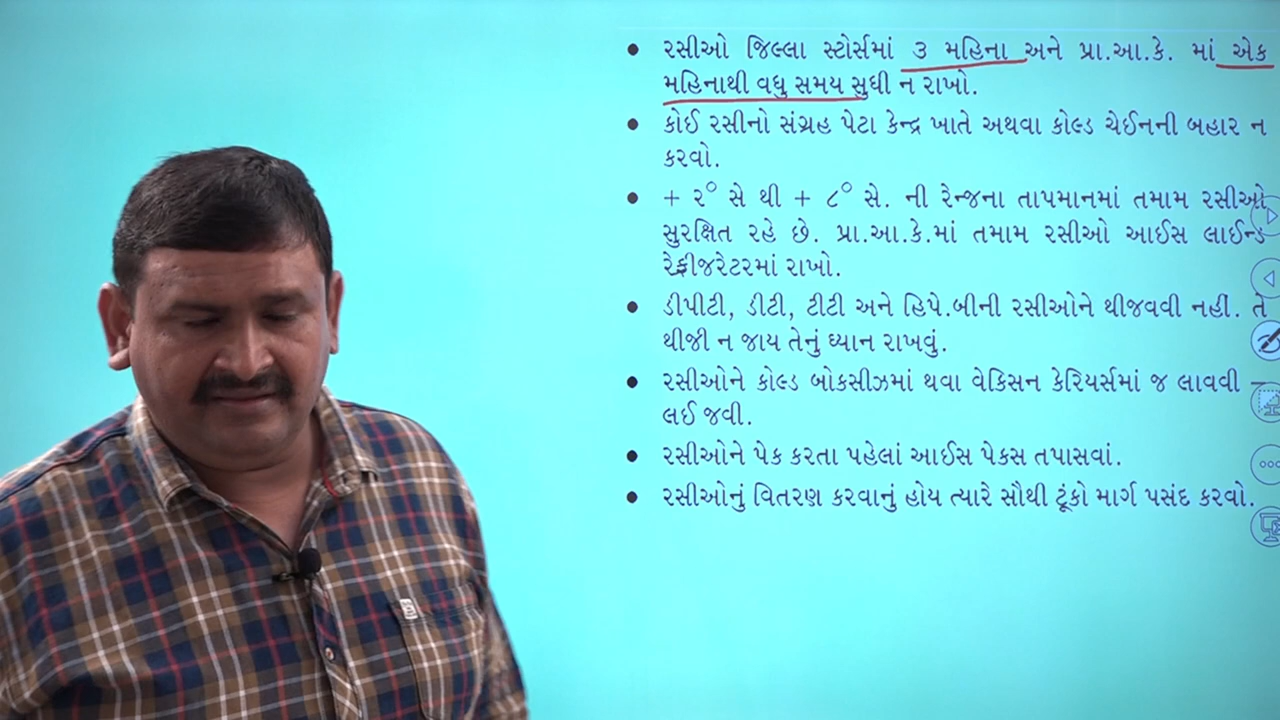 • રસીઓ જિલ્લા સ્ટોર્સમાં ૩ મહિના અને પ્રા.આ.કે. માં એક
મહિનાથી વધુ સમય સુધી ન રાખો.
• કોઈ રસીનો સંગ્રહ પેટા કેન્દ્ર ખાતે અથવા કોલ્ડ ચેઈનની બહાર ન
કરવો.
• + ૨° સે થી + ૮° સે. ની રેન્જના તાપમાનમાં તમામ રસીઓ
સુરક્ષિત રહે છે. પ્રા.આ.કે.માં તમામ રસીઓ આઈસ લાઈન્ડ
રેફ્રીજરેટરમાં રાખો.
• ડીપીટી, ડીટી, ટીટી અને હિપે.બીની રસીઓને થીજવવી નહીં. તે
થીજી ન જાય તેનું ધ્યાન રાખવું.
• રસીઓને કોલ્ડ બોકસીઝમાં થવા વેકિસન કેરિયર્સમાં જ લાવવી –
લઈ જવી.
• રસીઓને પેક કરતા પહેલાં આઈસ પેકસ તપાસવાં.
• રસીઓનું વિતરણ કરવાનું હોય ત્યારે સૌથી ટૂંકો માર્ગ પસંદ કરવો.